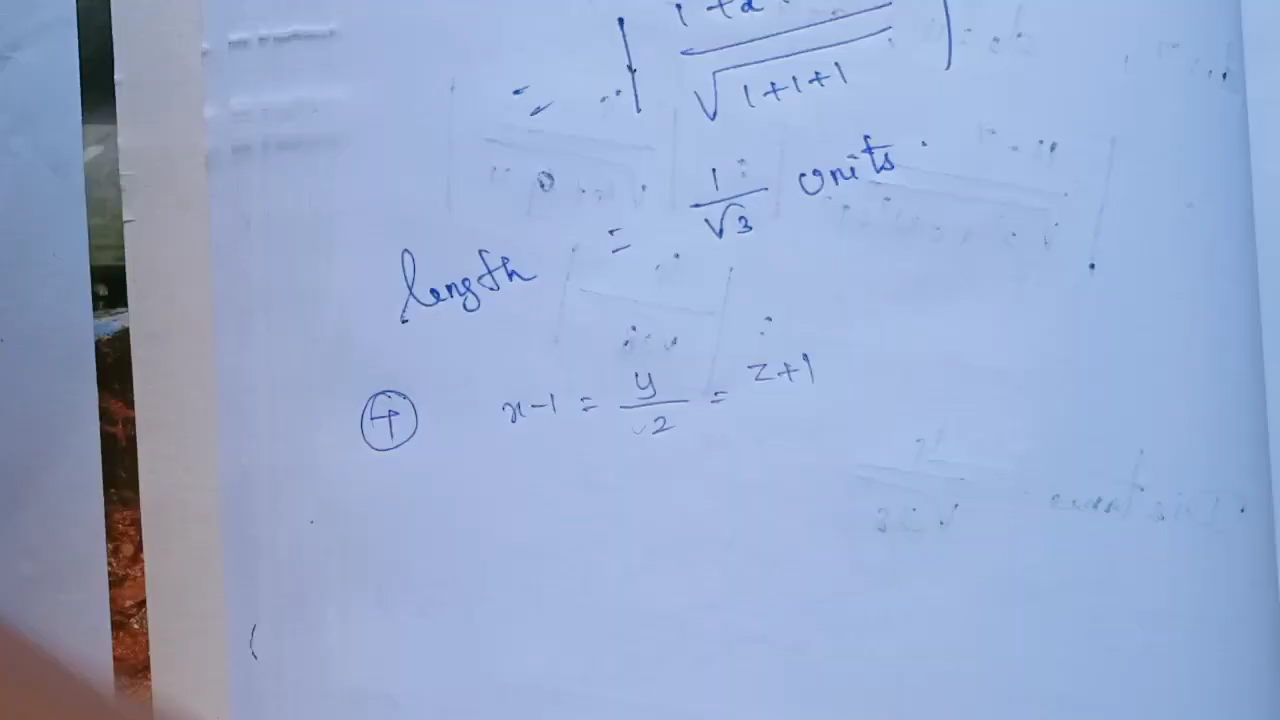 = | 1+2
√1+1+1 |
length = 1/√3 units.
④ x-1 = y/√2 = z+1